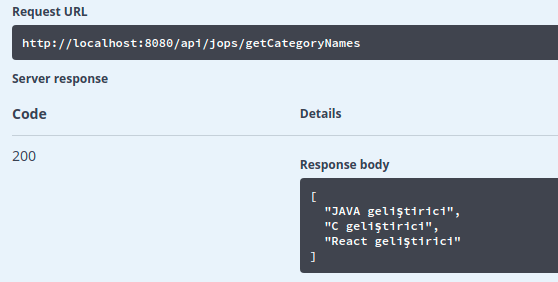 Request URL
http://localhost:8080/api/jops/getCategoryNames
Server response
Code Details
200
Response body
[
"JAVA geliştirici",
"C geliştirici",
"React geliştirici"
]